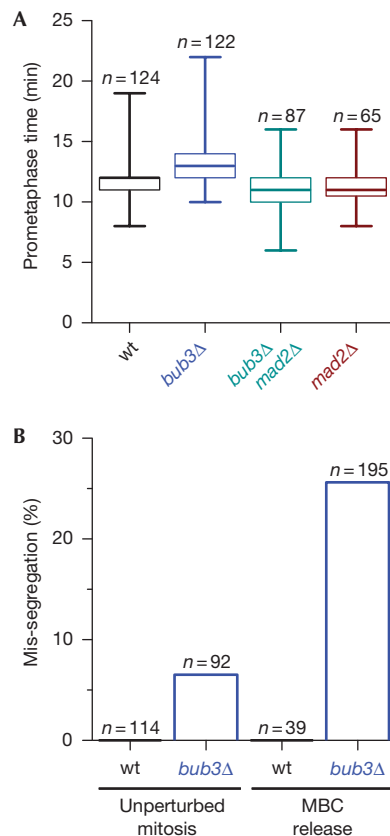 A
Prometaphase time (min)
25
20
15
10
5
0
n=124
n=122
n=87
n=65
wt
bub3Δ
bub3Δ
mad2Δ
mad2Δ
B
Mis-segregation (%)
30
20
10
0
n=114
n=92
n=39
n=195
wt
bub3Δ
wt
bub3Δ
Unperturbed
mitosis
MBC
release